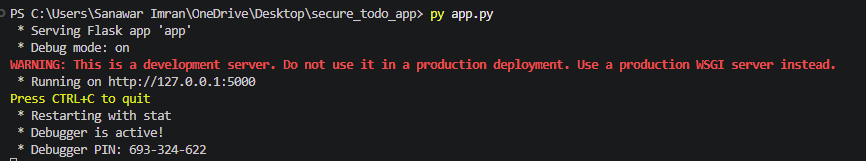 PS C:\Users\Sanawar Imran\OneDrive\Desktop\secure_todo_app> py app.py
 * Serving Flask app 'app'
 * Debug mode: on
WARNING: This is a development server. Do not use it in a production deployment. Use a production WSGI server instead.
 * Running on http://127.0.0.1:5000
Press CTRL+C to quit
 * Restarting with stat
 * Debugger is active!
 * Debugger PIN: 693-324-622